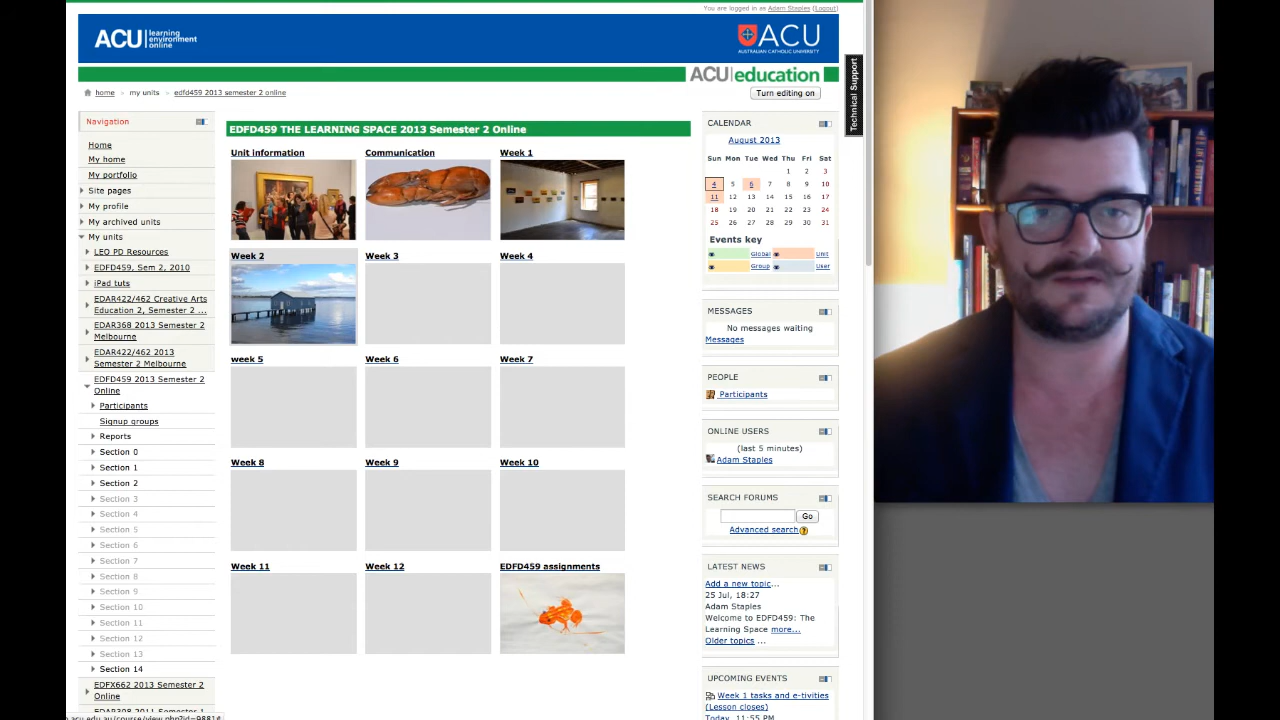 You are logged in as Adam Staples (Logout)
ACU learning environment online
ACU
AUSTRALIAN CATHOLIC UNIVERSITY
ACU education
Technical Support
home my units edfd459 2013 semester 2 online
Turn editing on
Navigation
Home
My home
My portfolio
Site pages
My profile
My archived units
My units
LEO PD Resources
EDFD459, Sem 2, 2010
iPad tuts
EDAR422/462 Creative Arts
Education 2, Semester 2 ...
EDAR368 2013 Semester 2
Melbourne
EDAR422/462 2013
Semester 2 Melbourne
EDFD459 2013 Semester 2
Online
Participants
Signup groups
Reports
Section 0
Section 1
Section 2
Section 3
Section 4
Section 5
Section 6
Section 7
Section 8
Section 9
Section 10
Section 11
Section 12
Section 13
Section 14
EDFX662 2013 Semester 2
Online
EDFD459 THE LEARNING SPACE 2013 Semester 2 Online
Unit information Communication Week 1
Week 2 Week 3 Week 4
week 5 Week 6 Week 7
Week 8 Week 9 Week 10
Week 11 Week 12 EDFD459 assignments
CALENDAR
August 2013
Sun Mon Tue Wed Thu Fri Sat
1 2 3
4 5 6 7 8 9 10
11 12 13 14 15 16 17
18 19 20 21 22 23 24
25 26 27 28 29 30 31
Events key
Global Unit
Group User
MESSAGES
No messages waiting
Messages
PEOPLE
Participants
ONLINE USERS
(last 5 minutes)
Adam Staples
SEARCH FORUMS
Go
Advanced search
LATEST NEWS
Add a new topic...
25 Jul, 18:27
Adam Staples
Welcome to EDFD459: The
Learning Space more...
Older topics ...
UPCOMING EVENTS
Week 1 tasks and e-tivities
(Lesson closes)
Today, 11:55 PM